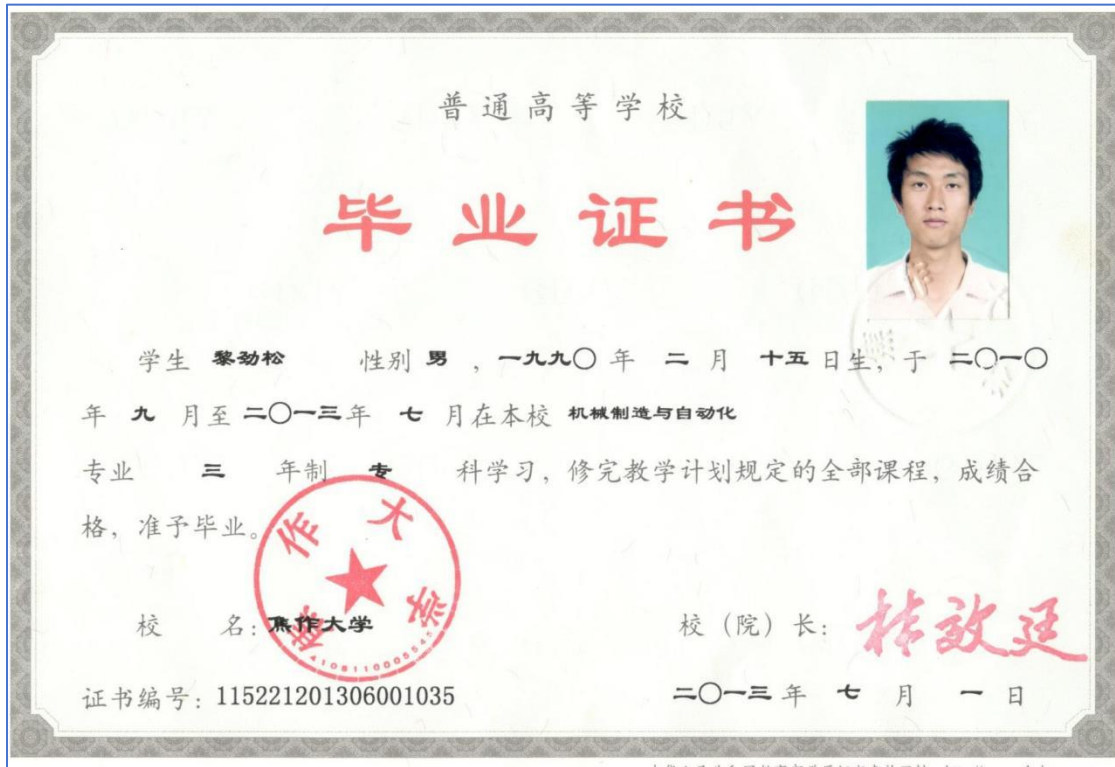 普通高等学校
毕业证书
学生 黎劲松 性别 男 ，一九九〇 年 二 月 十五 日生，于 二〇一〇
年 九 月至 二〇一三 年 七 月在本校 机械制造与自动化
专业 三 年制 专 科学习，修完教学计划规定的全部课程，成绩合
格，准予毕业。
焦作大学
校 名：焦作大学
校（院）长：
4108110005545
证书编号：115221201306001035
二〇一三 年 七 月 一 日